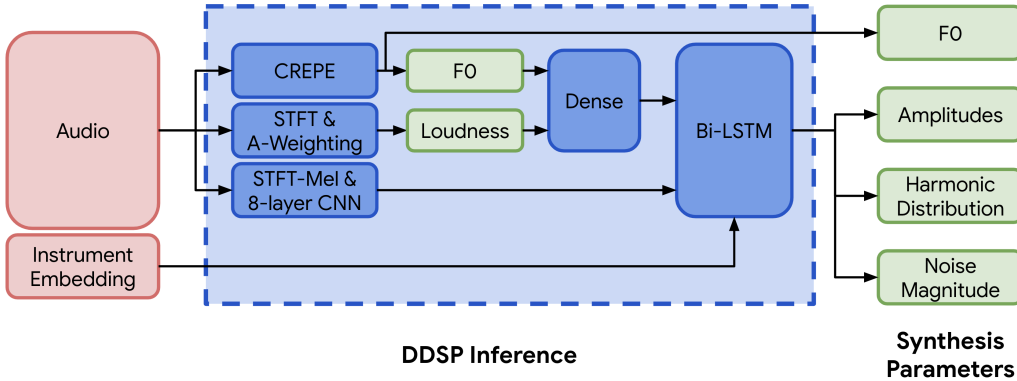 Audio
Instrument
Embedding
CREPE
STFT &
A-Weighting
STFT-Mel &
8-layer CNN
F0
Loudness
Dense
Bi-LSTM
F0
Amplitudes
Harmonic
Distribution
Noise
Magnitude
DDSP Inference
Synthesis
Parameters